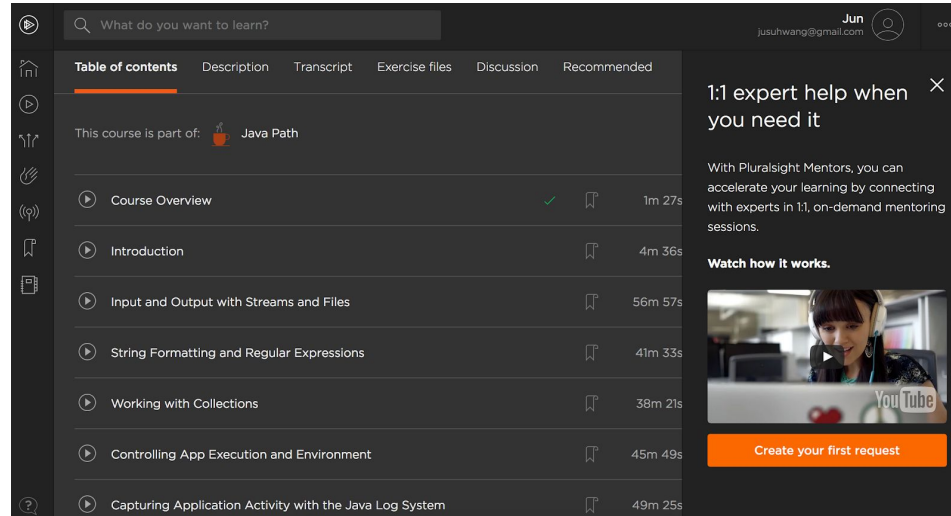 What do you want to learn?
Jun
jusuhwang@gmail.com
Table of contents
Description
Transcript
Exercise files
Discussion
Recommended
This course is part of:
Java Path
Course Overview
1m 27s
Introduction
4m 36s
Input and Output with Streams and Files
56m 57s
String Formatting and Regular Expressions
41m 33s
Working with Collections
38m 21s
Controlling App Execution and Environment
45m 49s
Capturing Application Activity with the Java Log System
49m 25s
?
1:1 expert help when
you need it
With Pluralsight Mentors, you can
accelerate your learning by connecting
with experts in 1:1, on-demand mentoring
sessions.
Watch how it works.
YouTube
Create your first request